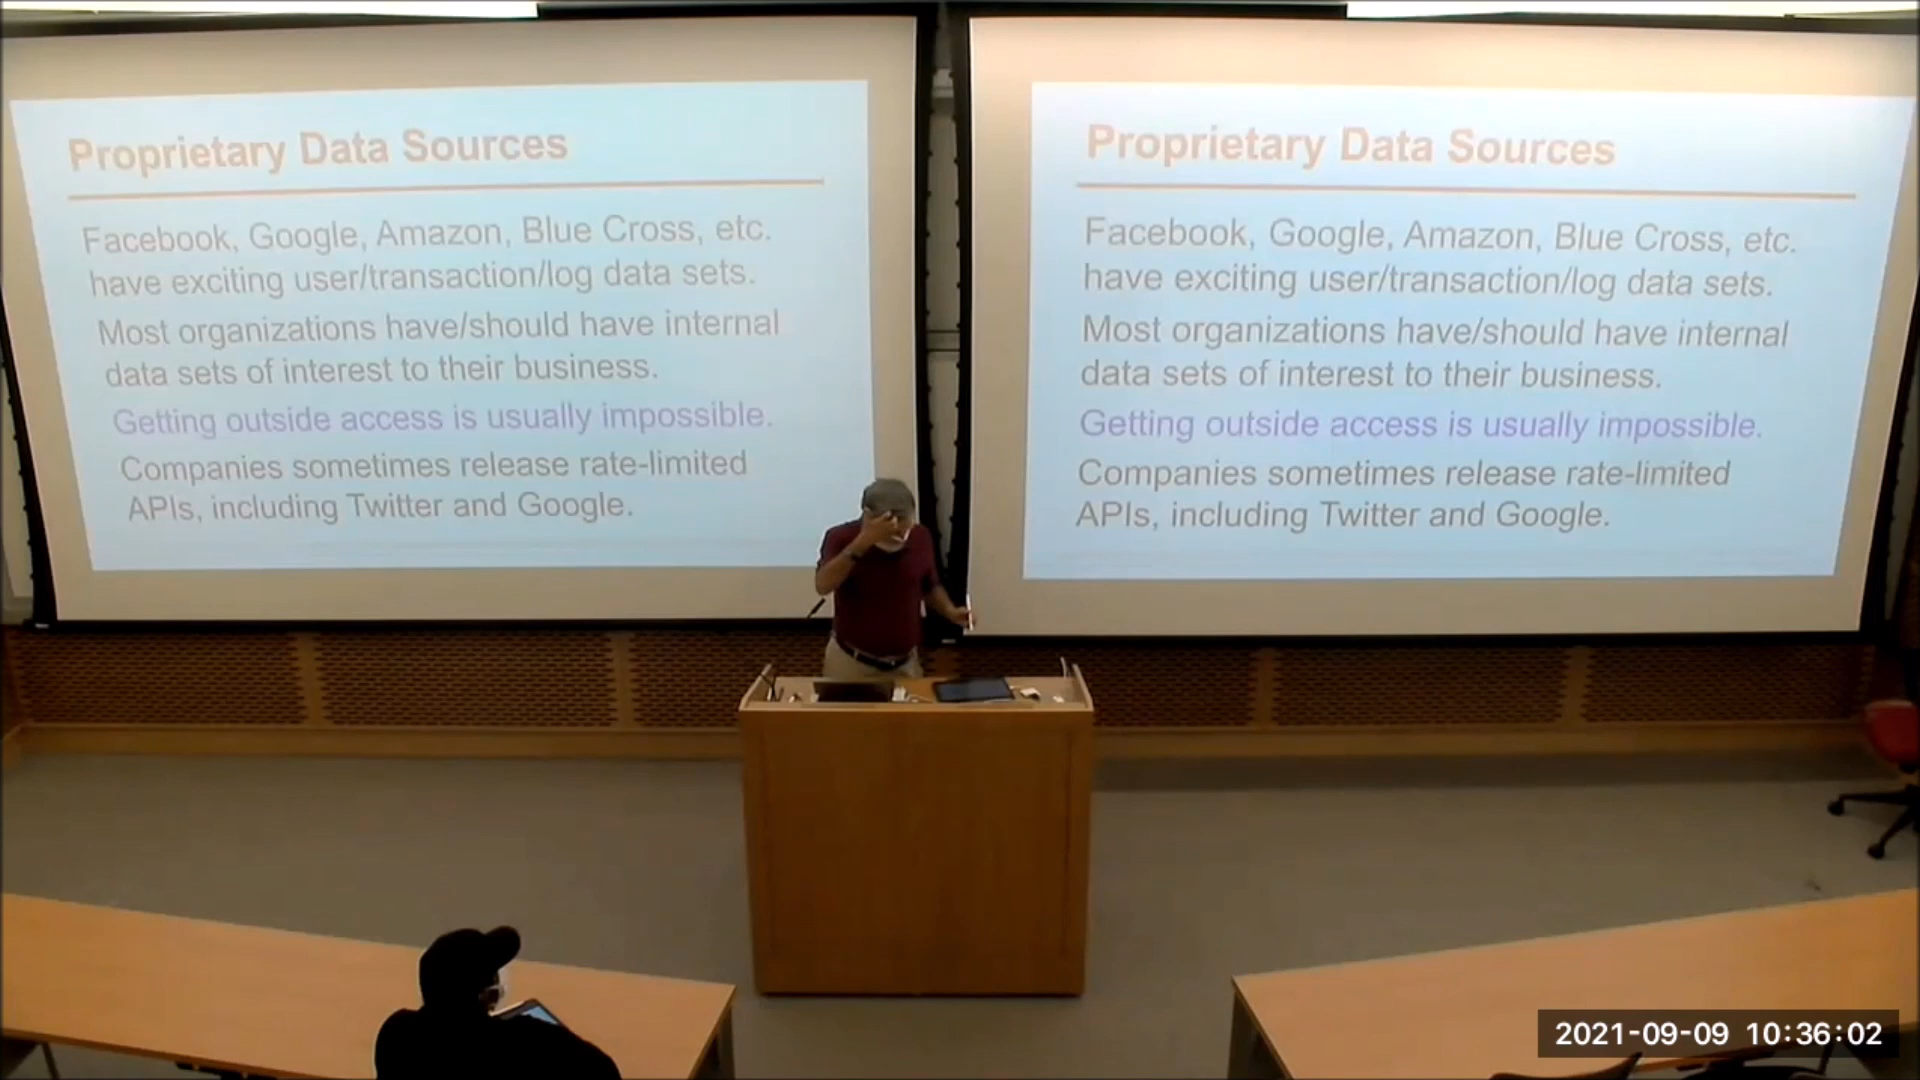 Proprietary Data Sources
Facebook, Google, Amazon, Blue Cross, etc.
have exciting user/transaction/log data sets.
Most organizations have/should have internal
data sets of interest to their business.
Getting outside access is usually impossible.
Companies sometimes release rate-limited
APIs, including Twitter and Google.
Proprietary Data Sources
Facebook, Google, Amazon, Blue Cross, etc.
have exciting user/transaction/log data sets.
Most organizations have/should have internal
data sets of interest to their business.
Getting outside access is usually impossible.
Companies sometimes release rate-limited
APIs, including Twitter and Google.
2021-09-09 10:36:02